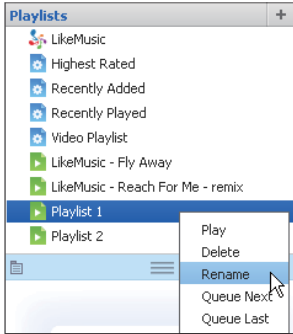 Playlists +
LikeMusic
Highest Rated
Recently Added
Recently Played
Video Playlist
LikeMusic - Fly Away
LikeMusic - Reach For Me - remix
Playlist 1
Playlist 2
Play
Delete
Rename
Queue Next
Queue Last